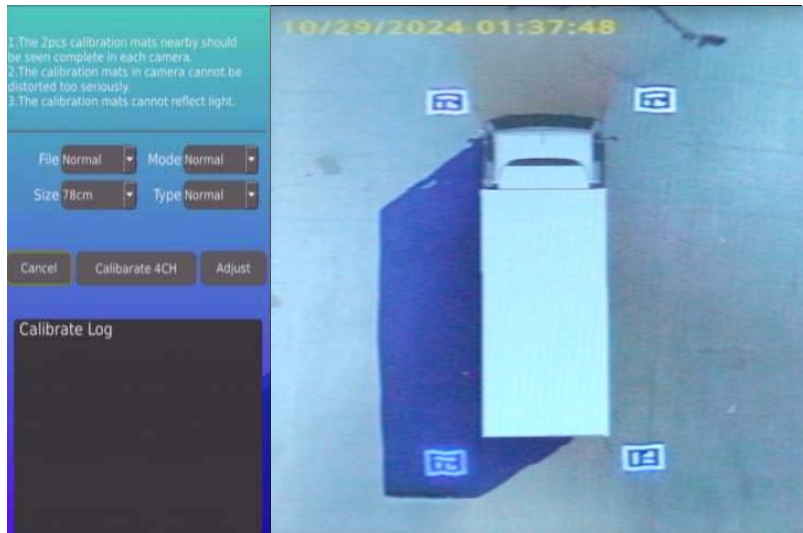 1.The 2pcs calibration mats nearby should
be seen complete in each camera.
2.The calibration mats in camera cannot be
distorted too seriously.
3.The calibration mats cannot reflect light.
File Normal Mode Normal
Size 78cm Type Normal
Cancel Calibarate 4CH Adjust
Calibrate Log
10/29/2024 01:37:48